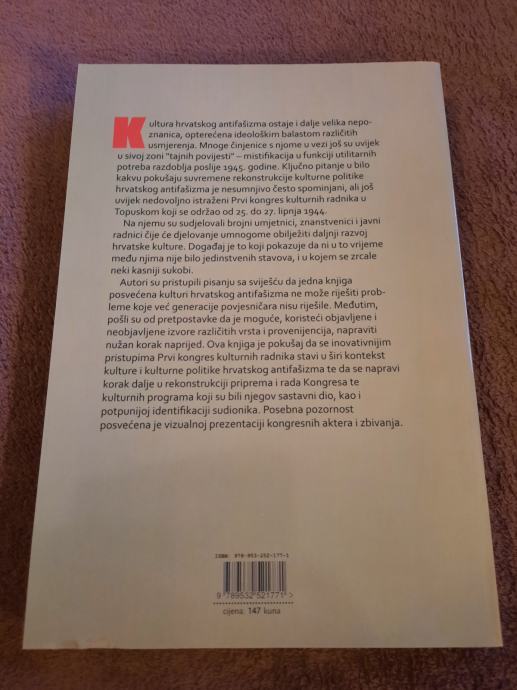 Kultura hrvatskog antifašizma ostaje i dalje velika nepo-
znanica, opterećena ideološkim balastom različitih
usmjerenja. Mnoge činjenice s njome u vezi još su uvijek
u sivoj zoni "tajnih povijesti" – mistifikacija u funkciji utilitarnih
potreba razdoblja poslije 1945. godine. Ključno pitanje u bilo
kakvu pokušaju suvremene rekonstrukcije kulturne politike
hrvatskog antifašizma je nesumnjivo često spominjani, ali još
uvijek nedovoljno istraženi Prvi kongres kulturnih radnika u
Topuskom koji se održao od 25. do 27. lipnja 1944.
Na njemu su sudjelovali brojni umjetnici, znanstvenici i javni
radnici čije će djelovanje umnogome obilježiti daljnji razvoj
hrvatske kulture. Događaj je to koji pokazuje da ni u to vrijeme
među njima nije bilo jedinstvenih stavova, i u kojem se zrcale
neki kasniji sukobi.
Autori su pristupili pisanju sa sviješću da jedna knjiga
posvećena kulturi hrvatskog antifašizma ne može riješiti prob-
leme koje već generacije povjesničara nisu riješile. Međutim,
pošli su od pretpostavke da je moguće, koristeći objavljene i
neobjavljene izvore različitih vrsta i provenijencija, napraviti
nužan korak naprijed. Ova knjiga je pokušaj da se inovativnijim
pristupima Prvi kongres kulturnih radnika stavi u širi kontekst
kulture i kulturne politike hrvatskog antifašizma te da se napravi
korak dalje u rekonstrukciji priprema i rada Kongresa te
kulturnih programa koji su bili njegov sastavni dio, kao i
potpunijoj identifikaciji sudionika. Posebna pozornost
posvećena je vizualnoj prezentaciji kongresnih aktera i zbivanja.
ISBN: 978-953-252-177-1
9 789532 521771 >
cijena: 147 kuna